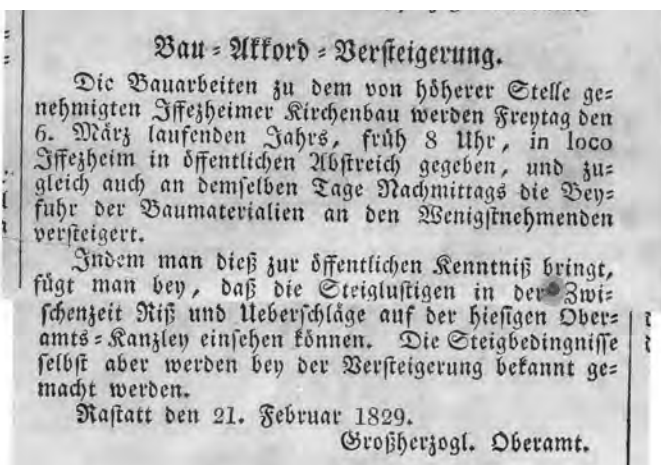 Bau⸗Akkord⸗Versteigerung.
Die Bauarbeiten zu dem von höherer Stelle ge⸗
nehmigten Iffezheimer Kirchenbau werden Freytag den
6. März laufenden Jahrs, früh 8 Uhr, in loco
Iffezheim in öffentlichen Abstreich gegeben, und zu⸗
gleich auch an demselben Tage Nachmittags die Bey⸗
fuhr der Baumaterialien an den Wenigstnehmenden
versteigert.
Indem man dieß zur öffentlichen Kenntniß bringt,
fügt man bey, daß die Steiglustigen in der Zwi⸗
schenzeit Riß und Ueberschläge auf der hiesigen Ober⸗
amts⸗Kanzley einsehen können. Die Steigbedingnisse
selbst aber werden bey der Versteigerung bekannt ge⸗
macht werden.
Rastatt den 21. Februar 1829.
Großherzogl. Oberamt.